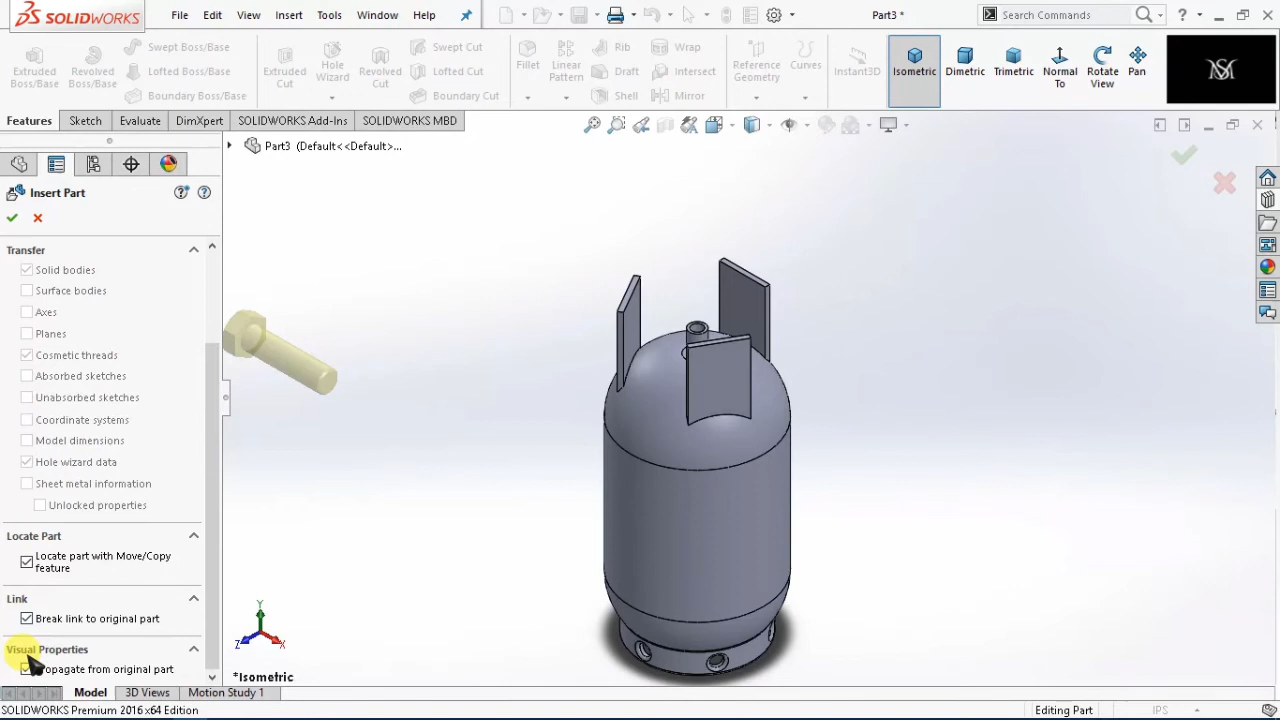 SOLIDWORKS
File Edit View Insert Tools Window Help
Part3 *
Search Commands
Extruded Boss/Base
Revolved Boss/Base
Swept Boss/Base
Lofted Boss/Base
Boundary Boss/Base
Extruded Cut
Hole Wizard
Revolved Cut
Swept Cut
Lofted Cut
Boundary Cut
Fillet
Linear Pattern
Rib
Draft
Shell
Wrap
Intersect
Mirror
Reference Geometry
Curves
Instant3D
Isometric
Dimetric
Trimetric
Normal To
Rotate View
Pan
Features Sketch Evaluate DimXpert SOLIDWORKS Add-Ins SOLIDWORKS MBD
Part3 (Default<<Default>...
Insert Part
Transfer
Solid bodies
Surface bodies
Axes
Planes
Cosmetic threads
Absorbed sketches
Unabsorbed sketches
Coordinate systems
Model dimensions
Hole wizard data
Sheet metal information
Unlocked properties
Locate Part
Locate part with Move/Copy
feature
Link
Break link to original part
Visual Properties
from original part
Y
Z
X
*Isometric
Model 3D Views Motion Study 1
SOLIDWORKS Premium 2016 x64 Edition
Editing Part
IPS